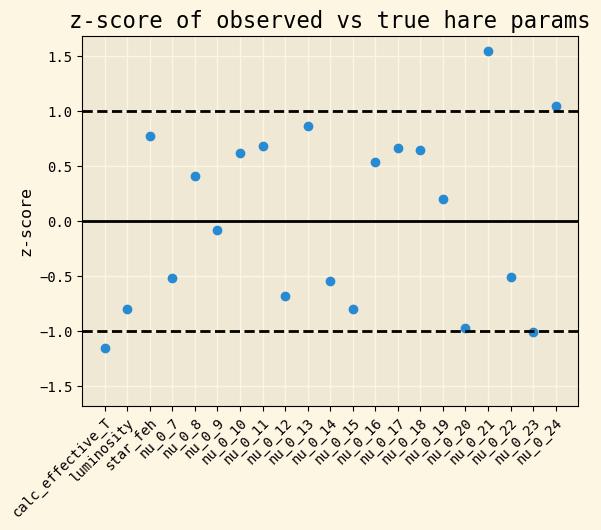 z-score of observed vs true hare params
1.5
1.0
0.5
0.0
−0.5
−1.0
−1.5
z-score
calc_effective_T
luminosity
star_feh
nu_0_7
nu_0_8
nu_0_9
nu_0_10
nu_0_11
nu_0_12
nu_0_13
nu_0_14
nu_0_15
nu_0_16
nu_0_17
nu_0_18
nu_0_19
nu_0_20
nu_0_21
nu_0_22
nu_0_23
nu_0_24